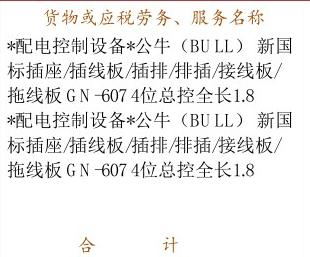 货物或应税劳务、服务名称
*配电控制设备*公牛（BULL） 新国
标插座/插线板/插排/排插/接线板/
拖线板GN-607 4位总控全长1.8
*配电控制设备*公牛（BULL） 新国
标插座/插线板/插排/排插/接线板/
拖线板GN-607 4位总控全长1.8
合 计